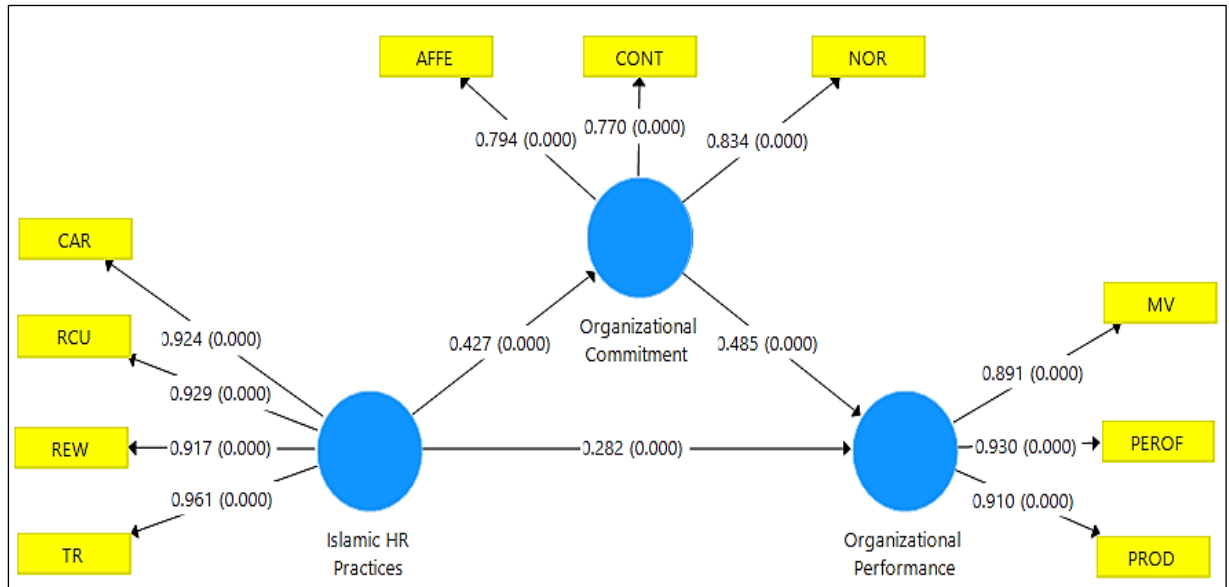 AFFE
CONT
NOR
0.794 (0.000)
0.770 (0.000)
0.834 (0.000)
CAR
RCU
REW
TR
0.924 (0.000)
0.929 (0.000)
0.917 (0.000)
0.961 (0.000)
Islamic HR
Practices
0.427 (0.000)
Organizational
Commitment
0.485 (0.000)
0.282 (0.000)
Organizational
Performance
0.891 (0.000)
0.930 (0.000)
0.910 (0.000)
MV
PEROF
PROD